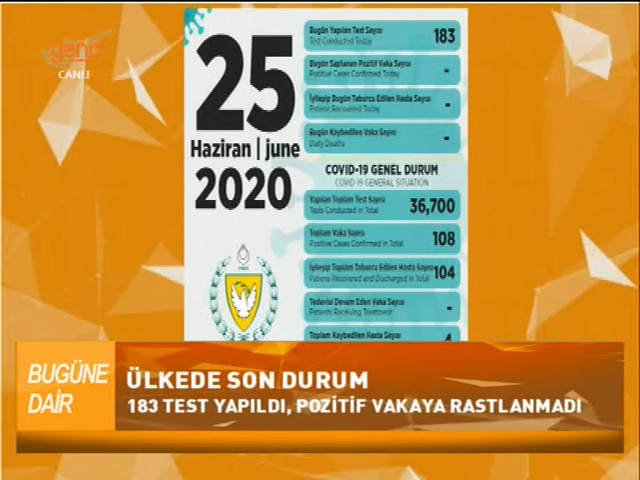 genç
CANLI
25
Haziran | june
2020
Bugün Yapılan Test Sayısı
Test Conducted Today
183
Bugün Saptanan Pozitif Vaka Sayısı
Positive Cases Confirmed Today
-
İyileşip Bugün Taburcu Edilen Hasta Sayısı
Patients Recovered Today
-
Bugün Kaybedilen Vaka Sayısı
Daily Deaths
-
COVID-19 GENEL DURUM
COVID-19 GENERAL SITUATION
Yapılan Toplam Test Sayısı
Tests Conducted in Total
36,700
Toplam Vaka Sayısı
Positive Cases Confirmed in Total
108
İyileşip Toplam Taburcu Edilen Hasta Sayısı
Patiens Recovered and Discharged in Total
104
Tedavisi Devam Eden Vaka Sayısı
Patients Receiving Treatment
-
Toplam Kaybedilen Hasta Sayısı
4
BUGÜNE
DAİR
ÜLKEDE SON DURUM
183 TEST YAPILDI, POZİTİF VAKAYA RASTLANMADI